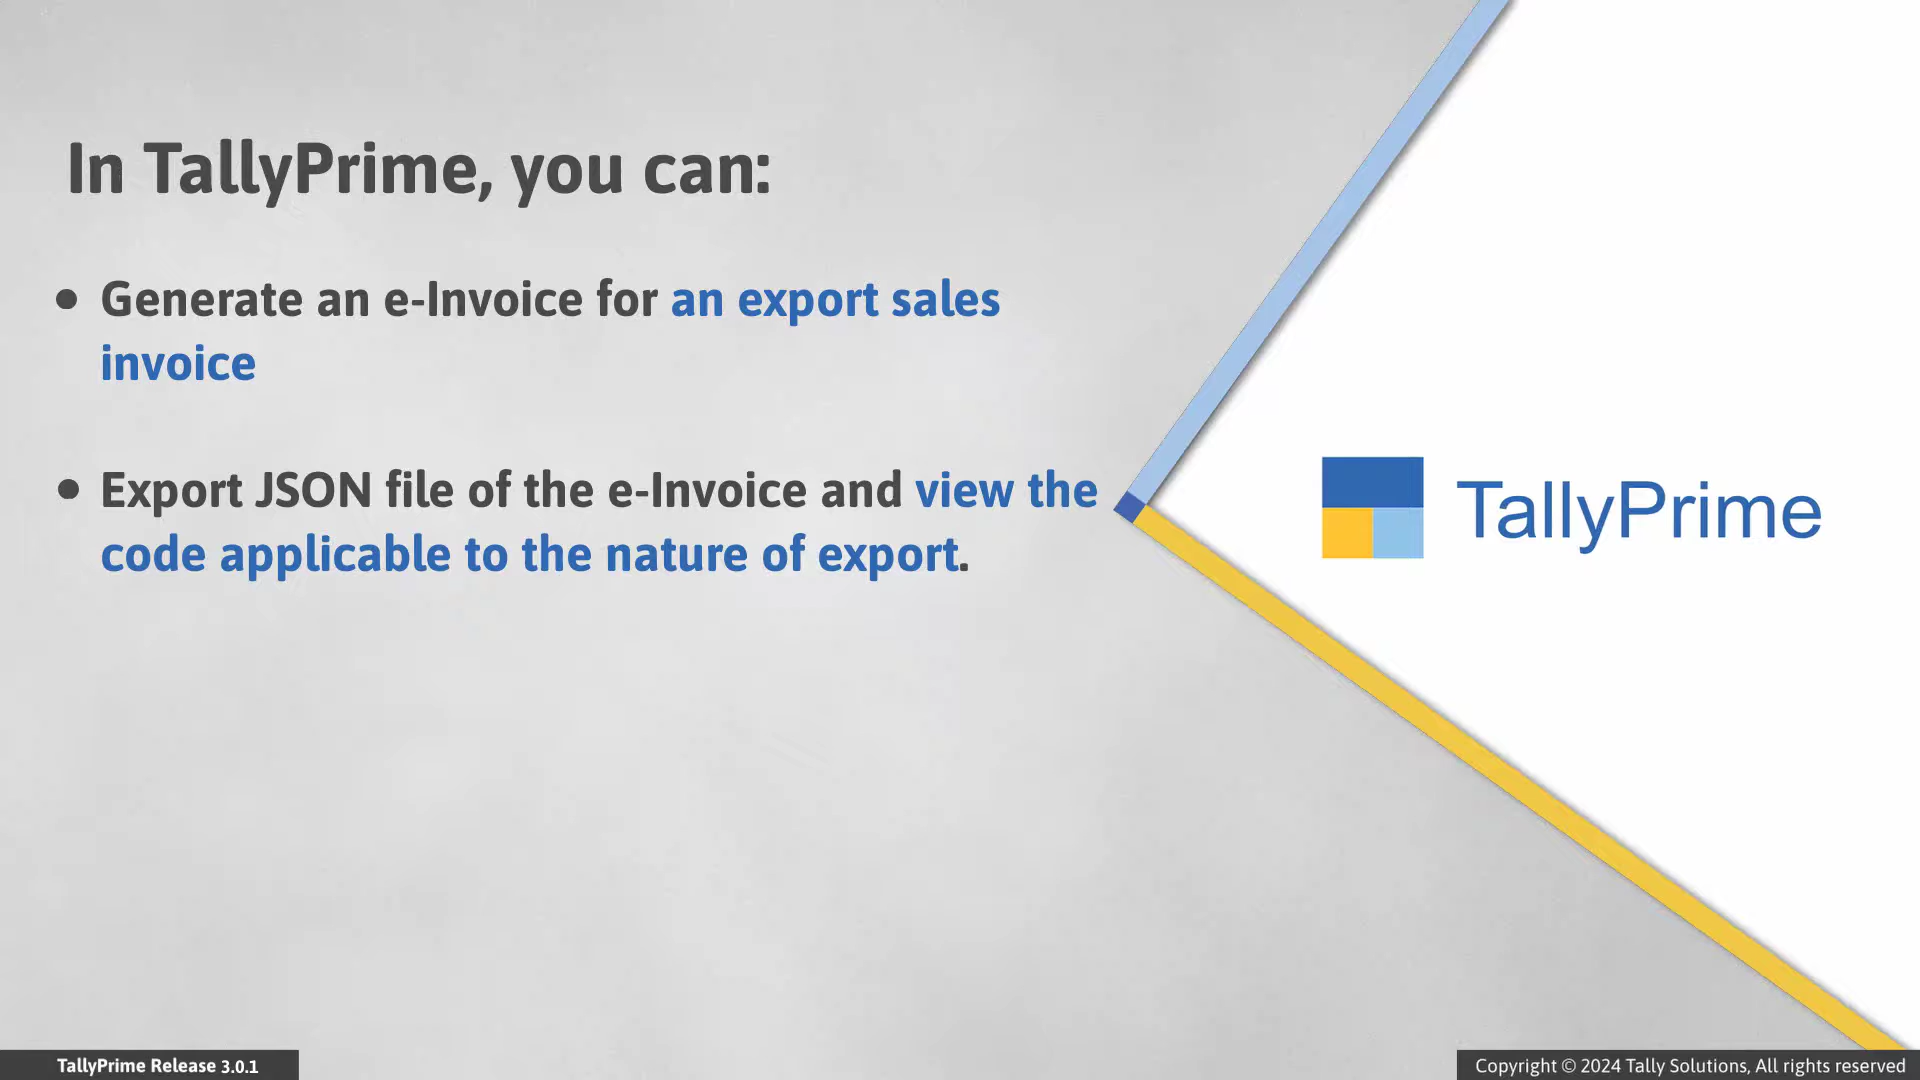 In TallyPrime, you can:
• Generate an e-Invoice for an export sales
invoice
• Export JSON file of the e-Invoice and view the
code applicable to the nature of export.
TallyPrime
TallyPrime Release 3.0.1
Copyright © 2024 Tally Solutions, All rights reserved